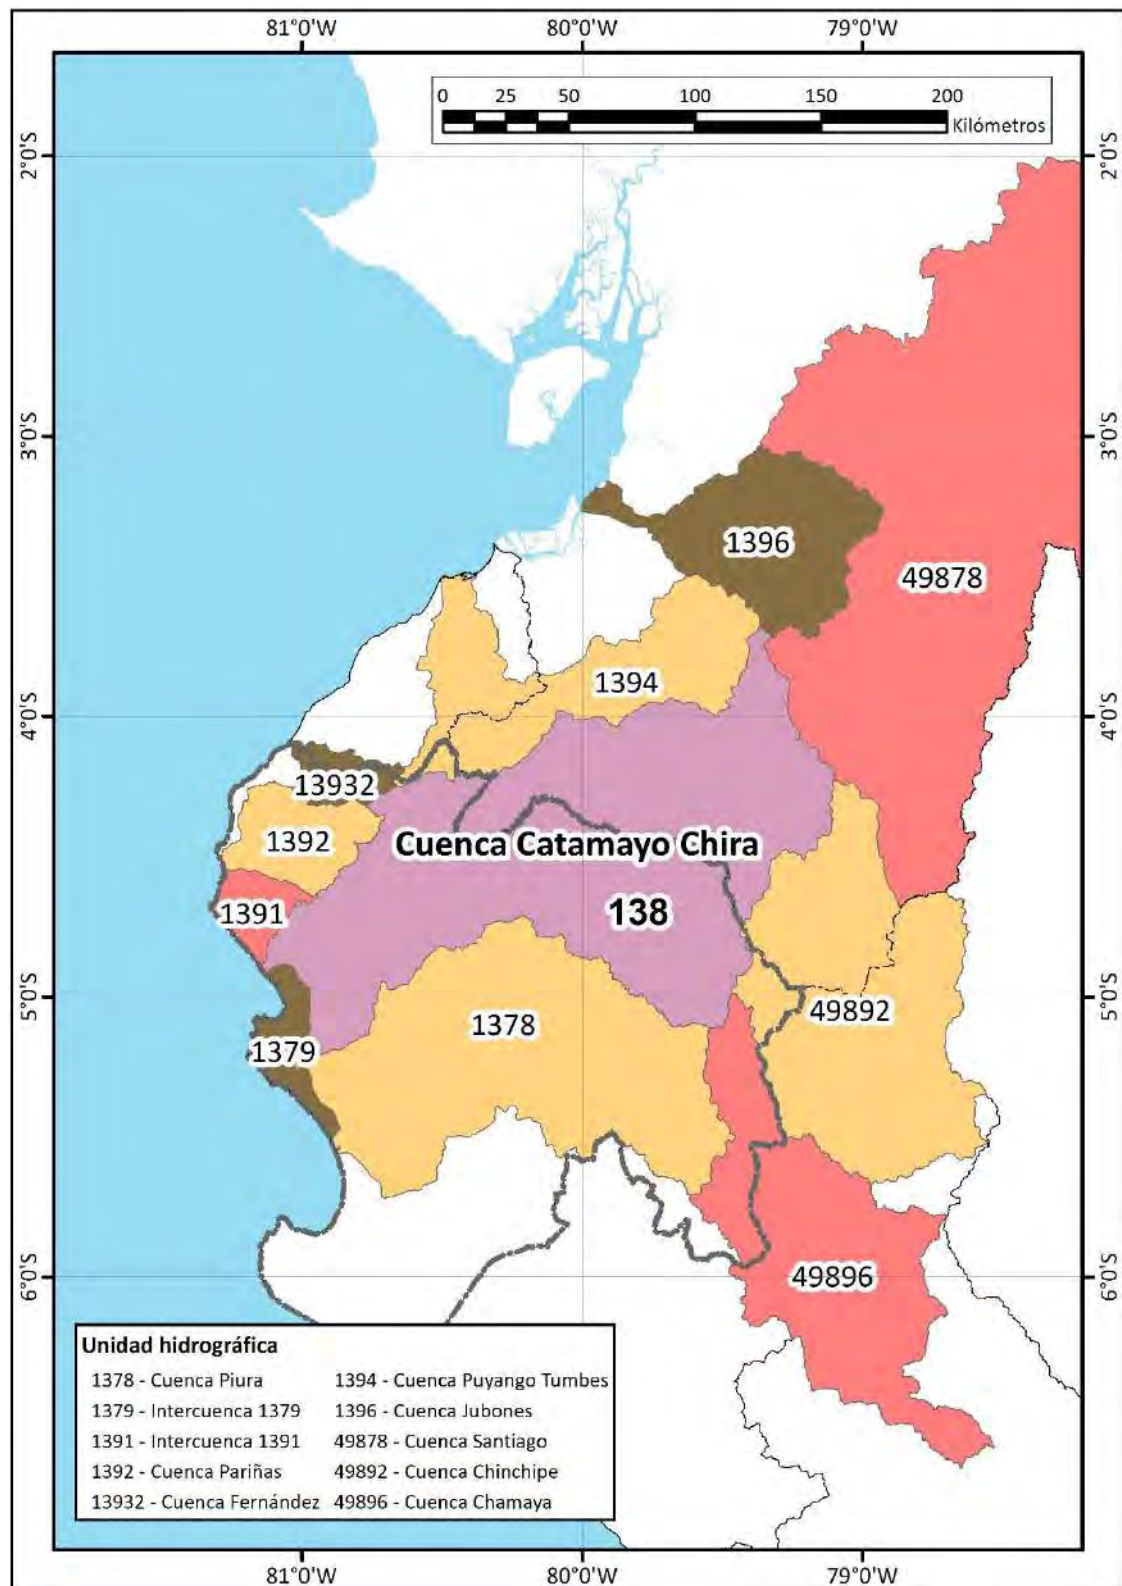 81°0'W 80°0'W 79°0'W
0 25 50 100 150 200
Kilómetros
2°0'S 2°0'S
3°0'S 3°0'S
1396
49878
1394
4°0'S 4°0'S
13932
1392
Cuenca Catamayo Chira
1391
138
5°0'S 5°0'S
49892
1378
1379
6°0'S 6°0'S
49896
Unidad hidrográfica
1378 - Cuenca Piura 1394 - Cuenca Puyango Tumbes
1379 - Intercuenca 1379 1396 - Cuenca Jubones
1391 - Intercuenca 1391 49878 - Cuenca Santiago
1392 - Cuenca Pariñas 49892 - Cuenca Chinchipe
13932 - Cuenca Fernández 49896 - Cuenca Chamaya
81°0'W 80°0'W 79°0'W